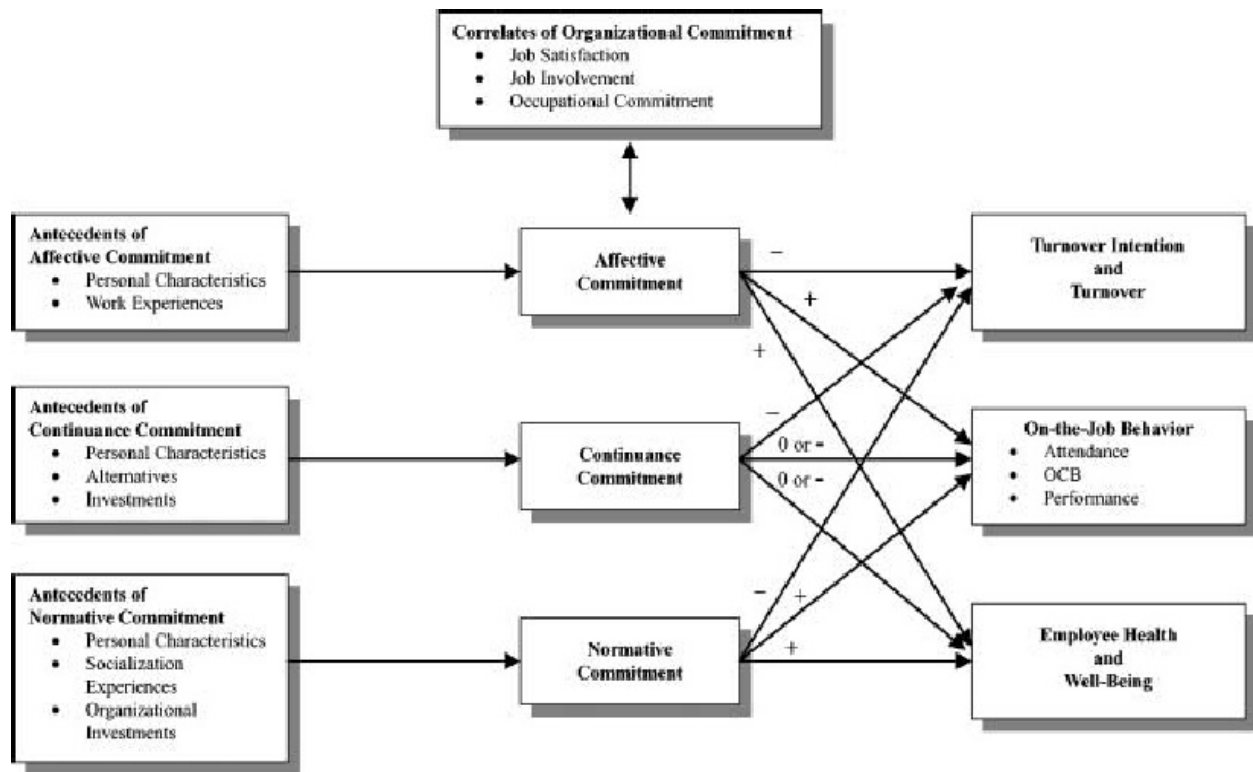 Correlates of Organizational Commitment
• Job Satisfaction
• Job Involvement
• Occupational Commitment
Antecedents of
Affective Commitment
• Personal Characteristics
• Work Experiences
Affective
Commitment
Turnover Intention
and
Turnover
−
+
+
Antecedents of
Continuance Commitment
• Personal Characteristics
• Alternatives
• Investments
Continuance
Commitment
−
0 or -
0 or -
On-the-Job Behavior
• Attendance
• OCB
• Performance
Antecedents of
Normative Commitment
• Personal Characteristics
• Socialization
Experiences
• Organizational
Investments
Normative
Commitment
−
+
+
Employee Health
and
Well-Being